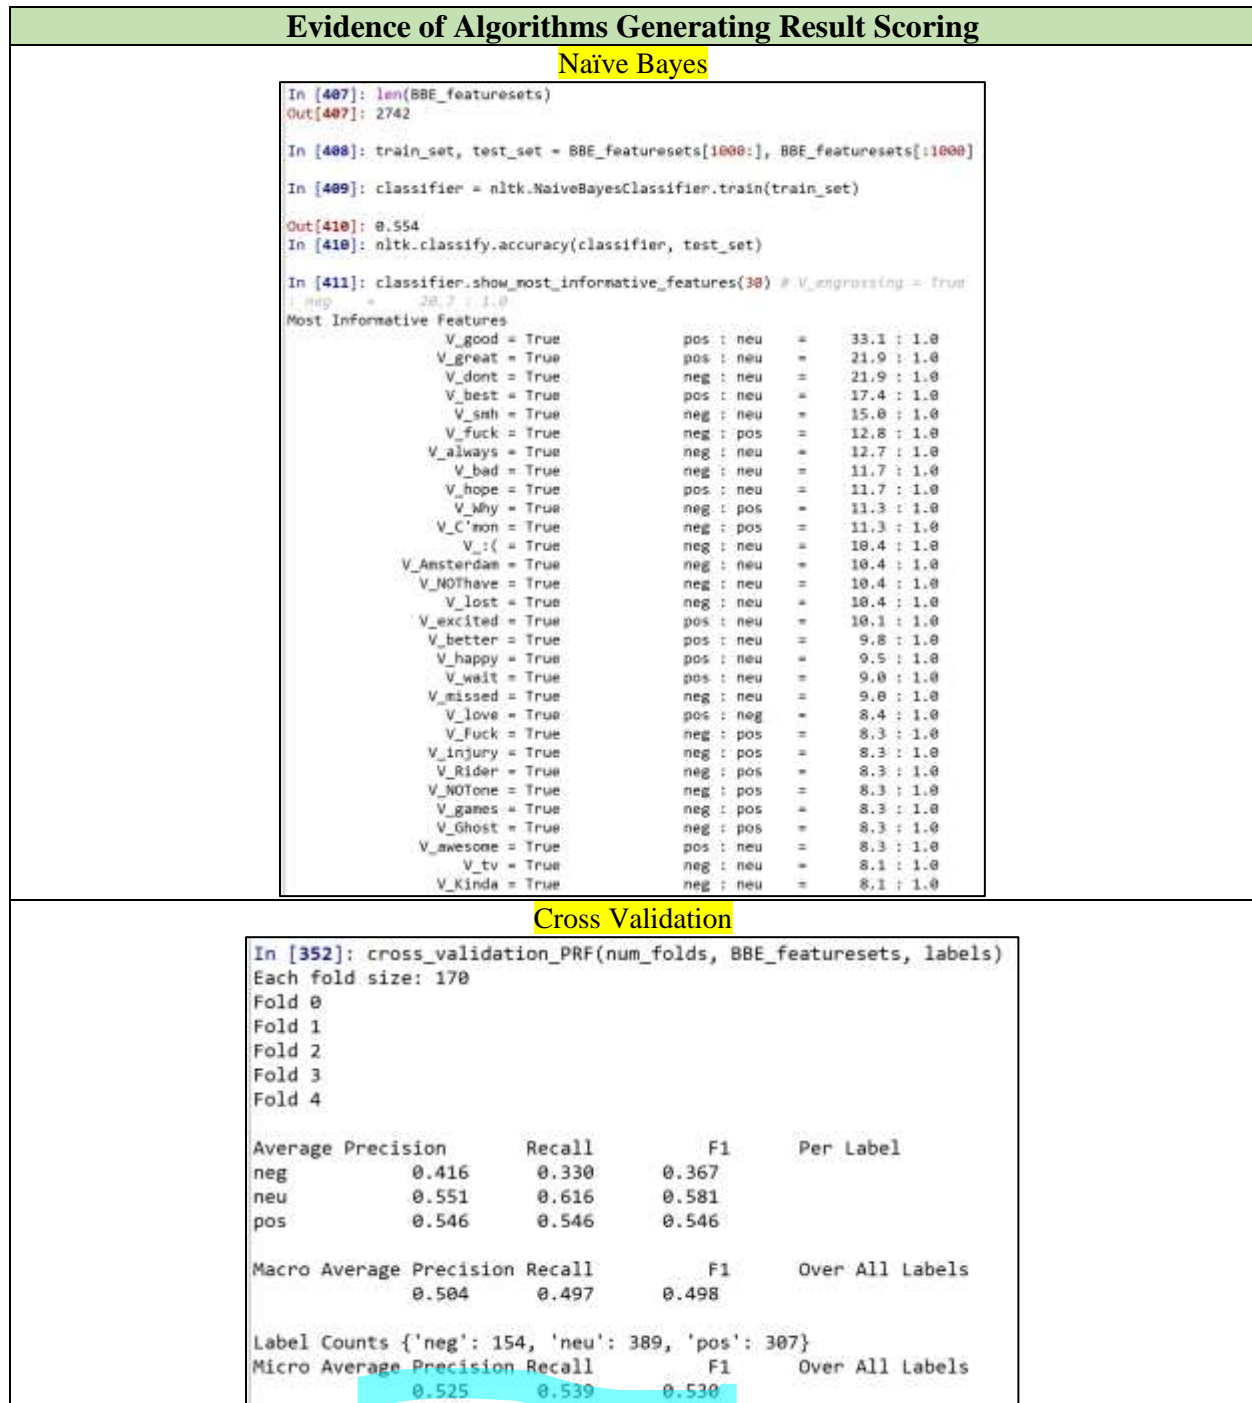 Evidence of Algorithms Generating Result Scoring
Naïve Bayes
In [407]: len(BBE_featuresets)
Out[407]: 2742
In [408]: train_set, test_set = BBE_featuresets[1000:], BBE_featuresets[:1000]
In [409]: classifier = nltk.NaiveBayesClassifier.train(train_set)
Out[410]: 0.554
In [410]: nltk.classify.accuracy(classifier, test_set)
In [411]: classifier.show_most_informative_features(30) # V_engrossing = True
: neg = 20.7 : 1.0
Most Informative Features
V_good = True pos : neu = 33.1 : 1.0
V_great = True pos : neu = 21.9 : 1.0
V_dont = True neg : neu = 21.9 : 1.0
V_best = True pos : neu = 17.4 : 1.0
V_smh = True neg : neu = 15.0 : 1.0
V_fuck = True neg : pos = 12.8 : 1.0
V_always = True neg : neu = 12.7 : 1.0
V_bad = True neg : neu = 11.7 : 1.0
V_hope = True pos : neu = 11.7 : 1.0
V_Why = True neg : pos = 11.3 : 1.0
V_C'mon = True neg : pos = 11.3 : 1.0
V_:( = True neg : neu = 10.4 : 1.0
V_Amsterdam = True neg : neu = 10.4 : 1.0
V_NOThave = True neg : neu = 10.4 : 1.0
V_lost = True neg : neu = 10.4 : 1.0
V_excited = True pos : neu = 10.1 : 1.0
V_better = True pos : neu = 9.8 : 1.0
V_happy = True pos : neu = 9.5 : 1.0
V_wait = True pos : neu = 9.0 : 1.0
V_missed = True neg : neu = 9.0 : 1.0
V_love = True pos : neg = 8.4 : 1.0
V_Fuck = True neg : pos = 8.3 : 1.0
V_injury = True neg : pos = 8.3 : 1.0
V_Rider = True neg : pos = 8.3 : 1.0
V_NOTone = True neg : pos = 8.3 : 1.0
V_games = True neg : pos = 8.3 : 1.0
V_Ghost = True neg : pos = 8.3 : 1.0
V_awesome = True pos : neu = 8.3 : 1.0
V_tv = True neg : neu = 8.1 : 1.0
V_Kinda = True neg : neu = 8.1 : 1.0
Cross Validation
In [352]: cross_validation_PRF(num_folds, BBE_featuresets, labels)
Each fold size: 170
Fold 0
Fold 1
Fold 2
Fold 3
Fold 4
Average Precision Recall F1 Per Label
neg 0.416 0.330 0.367
neu 0.551 0.616 0.581
pos 0.546 0.546 0.546
Macro Average Precision Recall F1 Over All Labels
0.504 0.497 0.498
Label Counts {'neg': 154, 'neu': 389, 'pos': 307}
Micro Average Precision Recall F1 Over All Labels
0.525 0.539 0.530